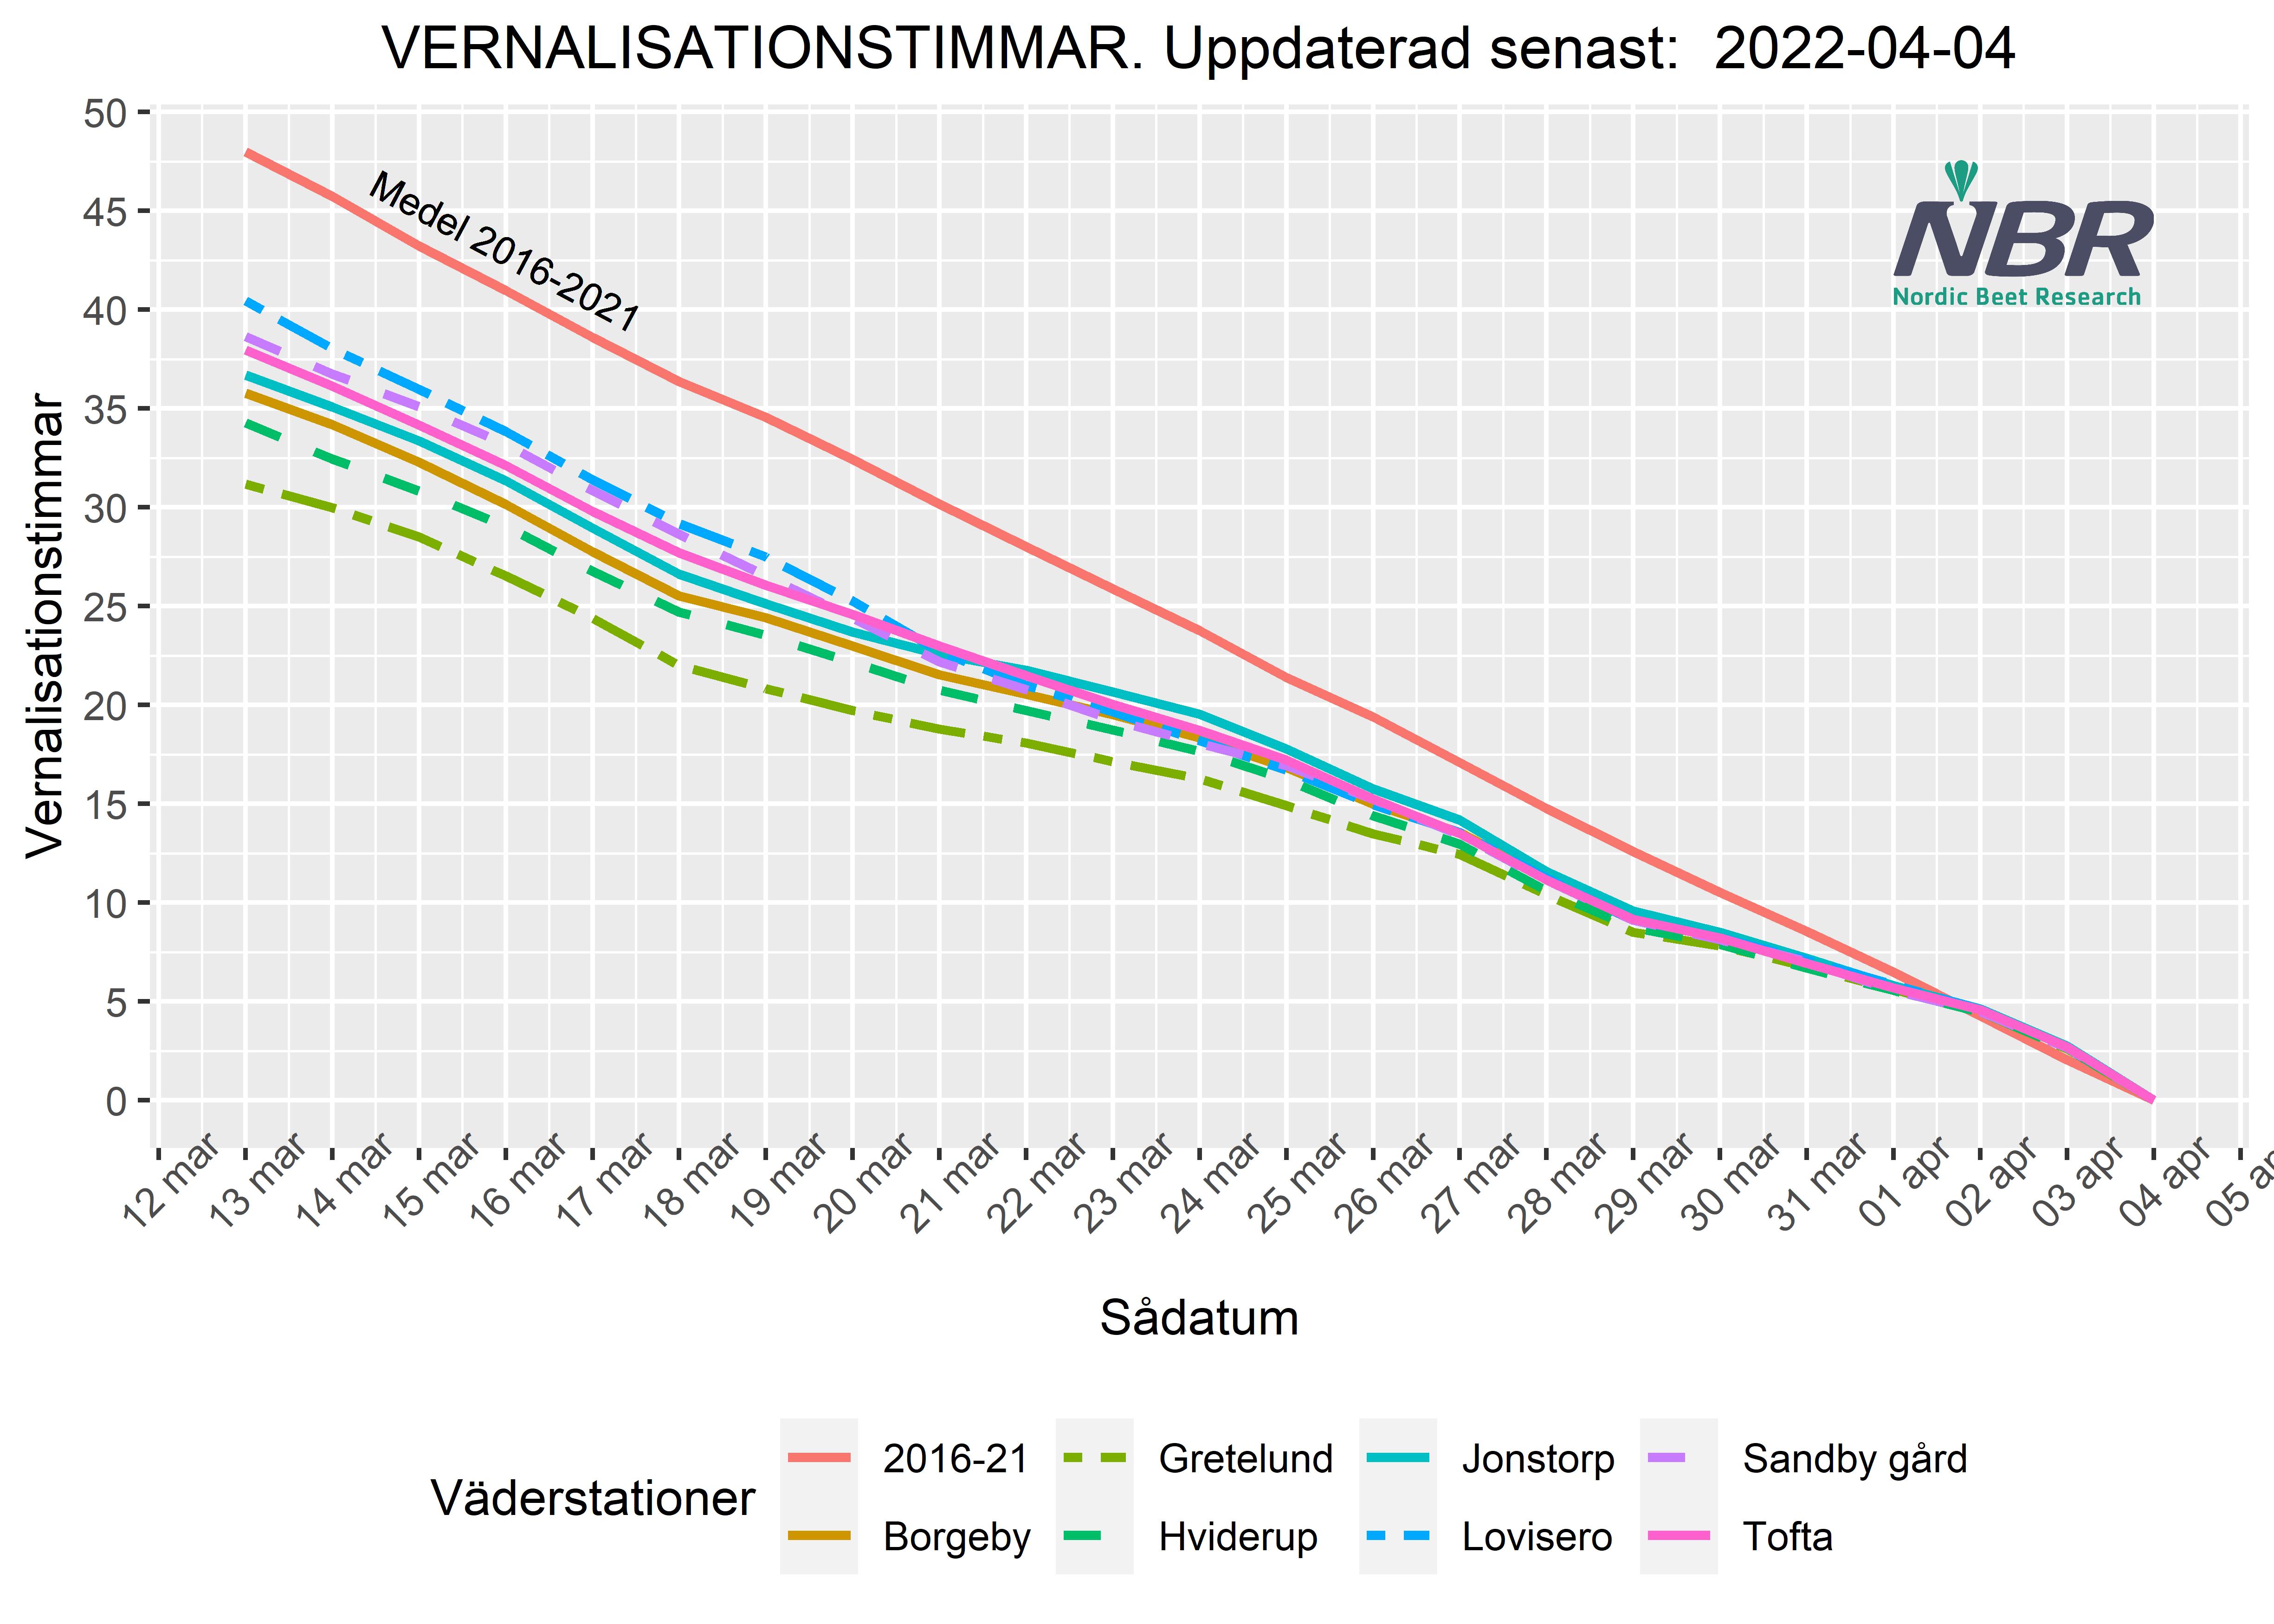 VERNALISATIONSTIMMAR. Uppdaterad senast: 2022-04-04
50
45
40
35
30
25
20
15
10
5
0
Vernalisationstimmar
Medel 2016-2021
NBR
Nordic Beet Research
12 mar
13 mar
14 mar
15 mar
16 mar
17 mar
18 mar
19 mar
20 mar
21 mar
22 mar
23 mar
24 mar
25 mar
26 mar
27 mar
28 mar
29 mar
30 mar
31 mar
01 apr
02 apr
03 apr
04 apr
05 ap
Sådatum
Väderstationer
2016-21
Gretelund
Jonstorp
Sandby gård
Borgeby
Hviderup
Lovisero
Tofta